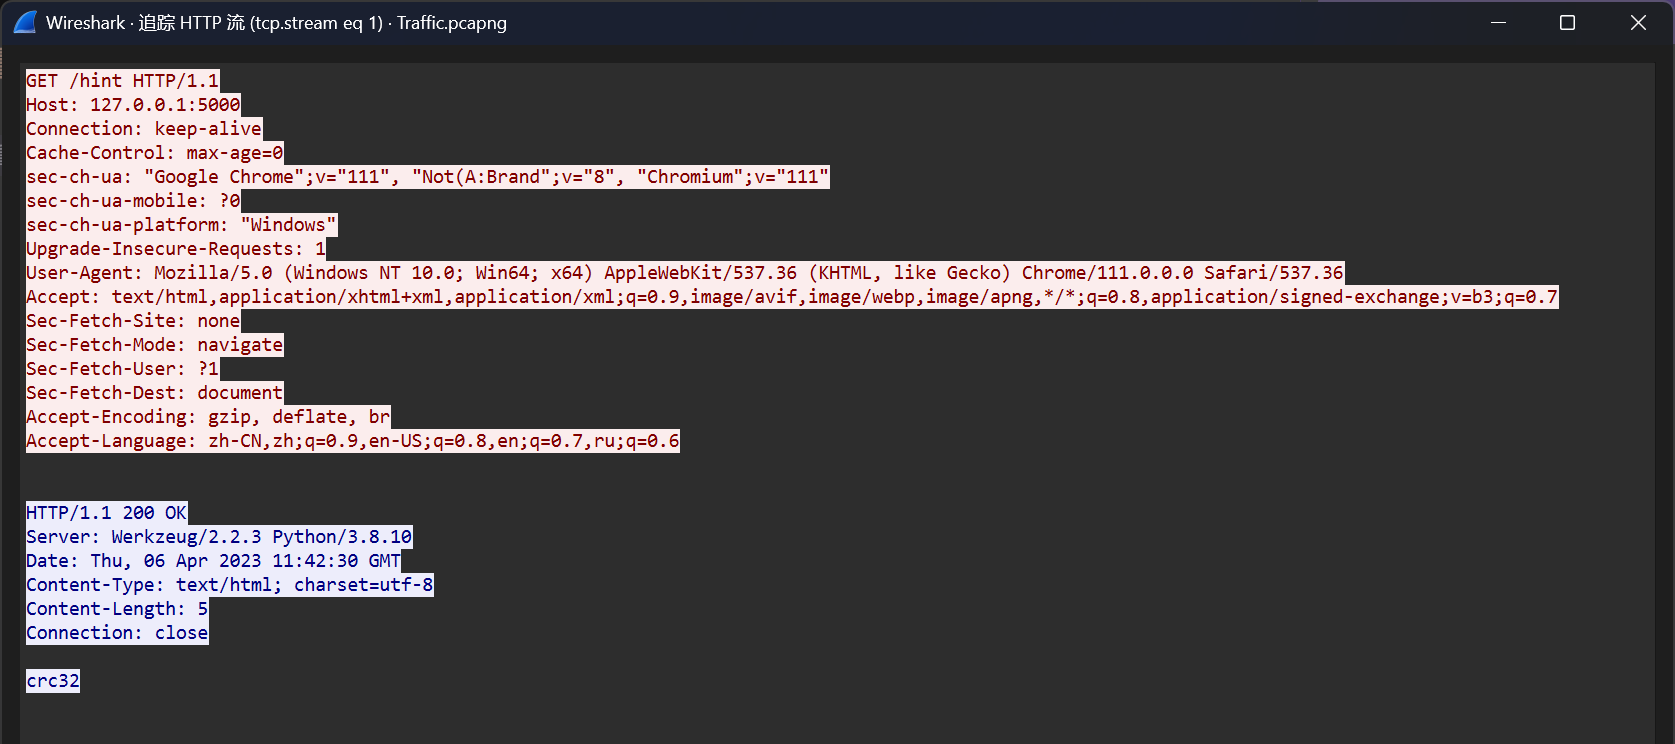 Wireshark · 追踪 HTTP 流 (tcp.stream eq 1) · Traffic.pcapng
GET /hint HTTP/1.1
Host: 127.0.0.1:5000
Connection: keep-alive
Cache-Control: max-age=0
sec-ch-ua: "Google Chrome";v="111", "Not(A:Brand";v="8", "Chromium";v="111"
sec-ch-ua-mobile: ?0
sec-ch-ua-platform: "Windows"
Upgrade-Insecure-Requests: 1
User-Agent: Mozilla/5.0 (Windows NT 10.0; Win64; x64) AppleWebKit/537.36 (KHTML, like Gecko) Chrome/111.0.0.0 Safari/537.36
Accept: text/html,application/xhtml+xml,application/xml;q=0.9,image/avif,image/webp,image/apng,*/*;q=0.8,application/signed-exchange;v=b3;q=0.7
Sec-Fetch-Site: none
Sec-Fetch-Mode: navigate
Sec-Fetch-User: ?1
Sec-Fetch-Dest: document
Accept-Encoding: gzip, deflate, br
Accept-Language: zh-CN,zh;q=0.9,en-US;q=0.8,en;q=0.7,ru;q=0.6
HTTP/1.1 200 OK
Server: Werkzeug/2.2.3 Python/3.8.10
Date: Thu, 06 Apr 2023 11:42:30 GMT
Content-Type: text/html; charset=utf-8
Content-Length: 5
Connection: close
crc32